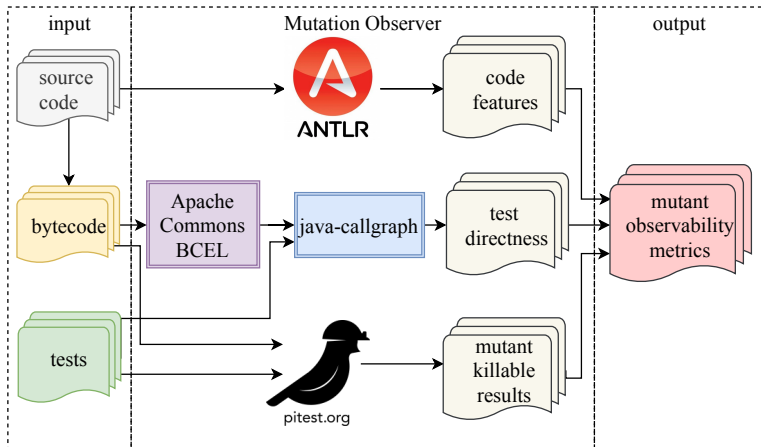 input
Mutation Observer
output
source
code
ANTLR
code
features
bytecode
Apache
Commons
BCEL
java-callgraph
test
directness
mutant
observability
metrics
tests
pitest.org
mutant
killable
results